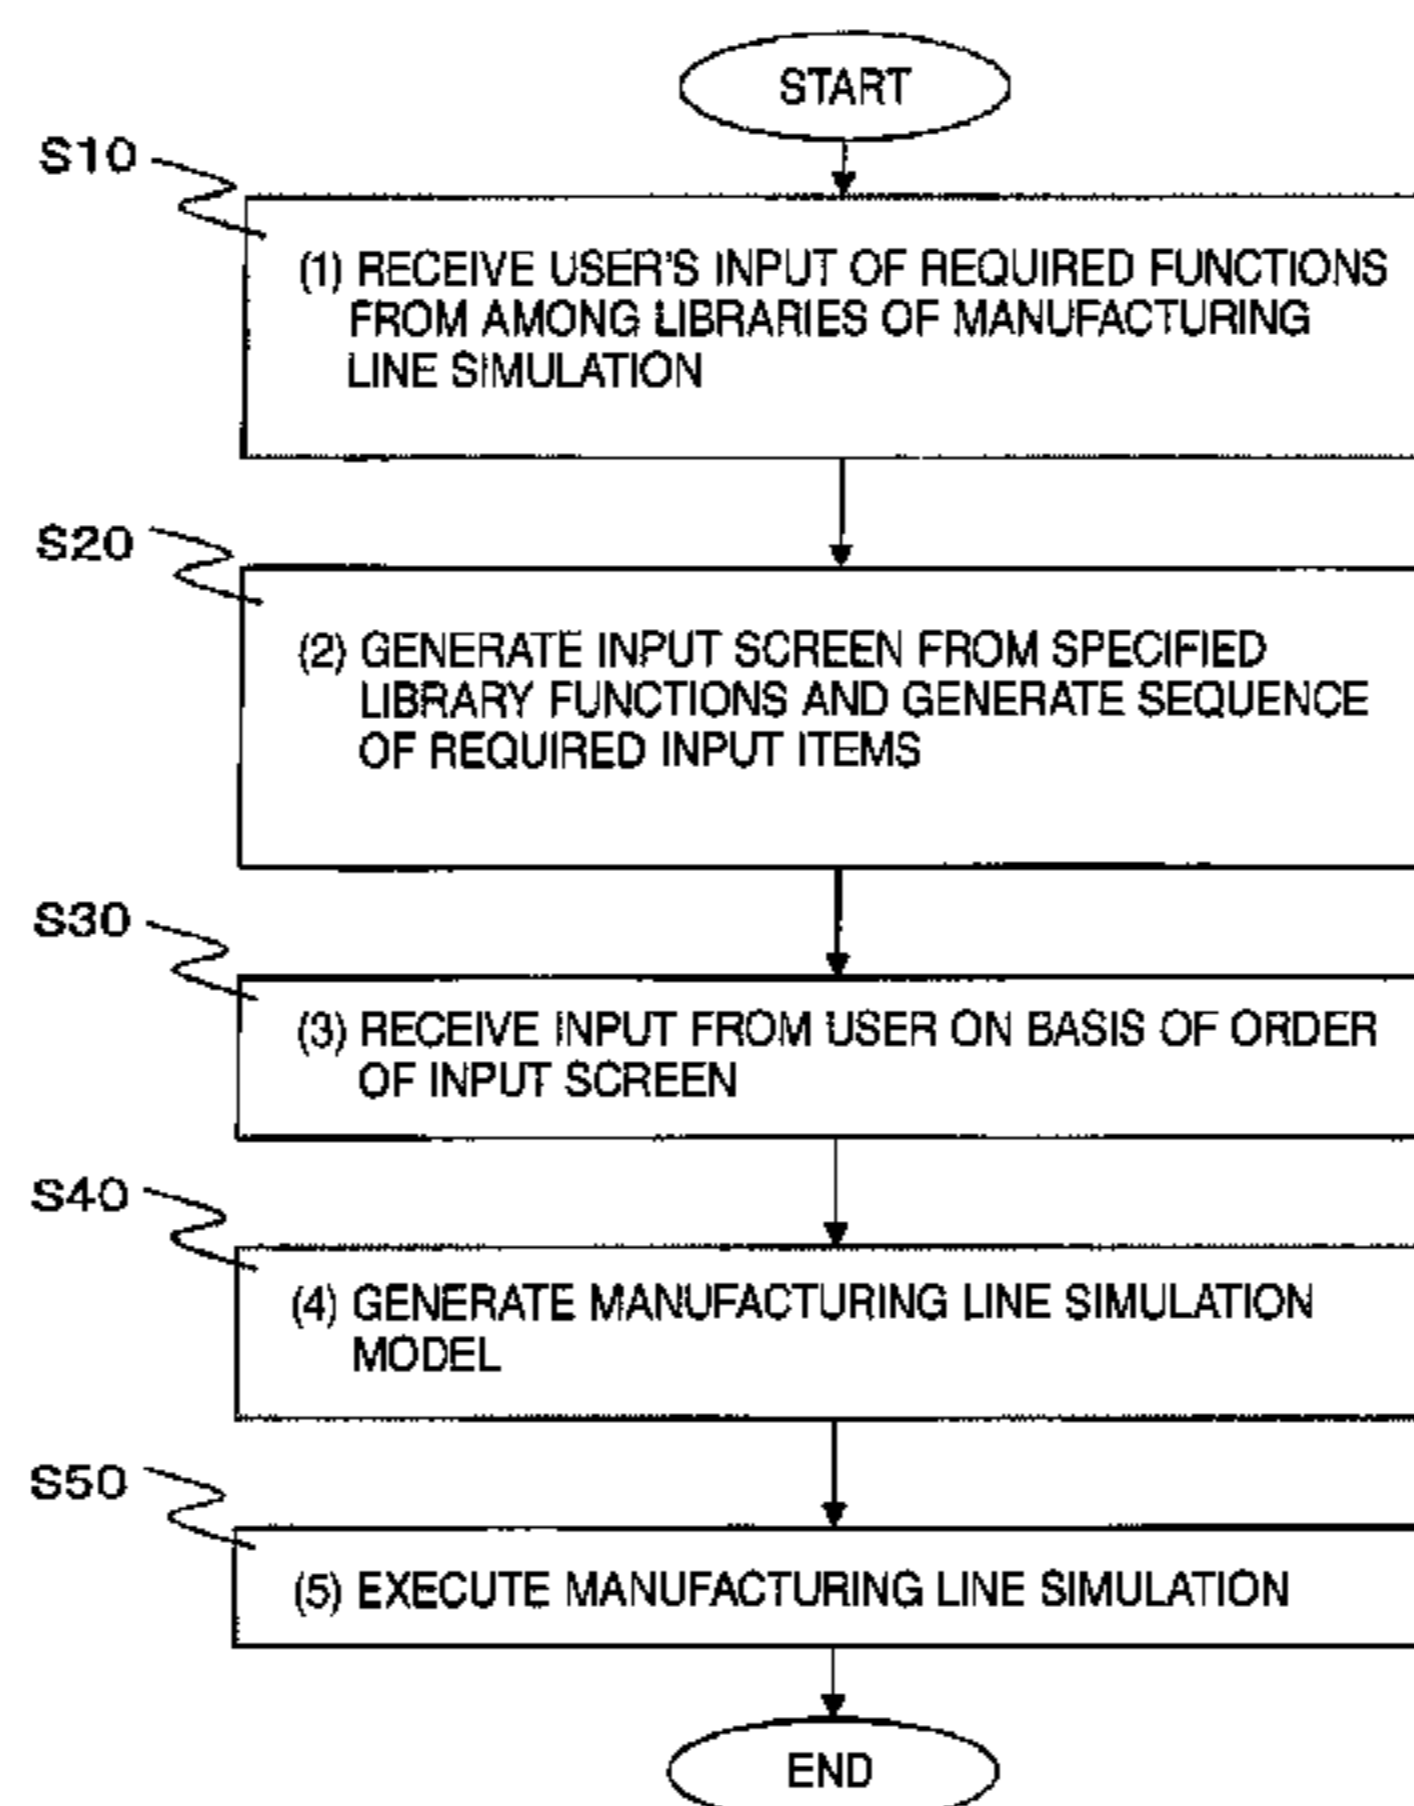 START
S10
(1) RECEIVE USER'S INPUT OF REQUIRED FUNCTIONS
FROM AMONG LIBRARIES OF MANUFACTURING
LINE SIMULATION
S20
(2) GENERATE INPUT SCREEN FROM SPECIFIED
LIBRARY FUNCTIONS AND GENERATE SEQUENCE
OF REQUIRED INPUT ITEMS
S30
(3) RECEIVE INPUT FROM USER ON BASIS OF ORDER
OF INPUT SCREEN
S40
(4) GENERATE MANUFACTURING LINE SIMULATION
MODEL
S50
(5) EXECUTE MANUFACTURING LINE SIMULATION
END